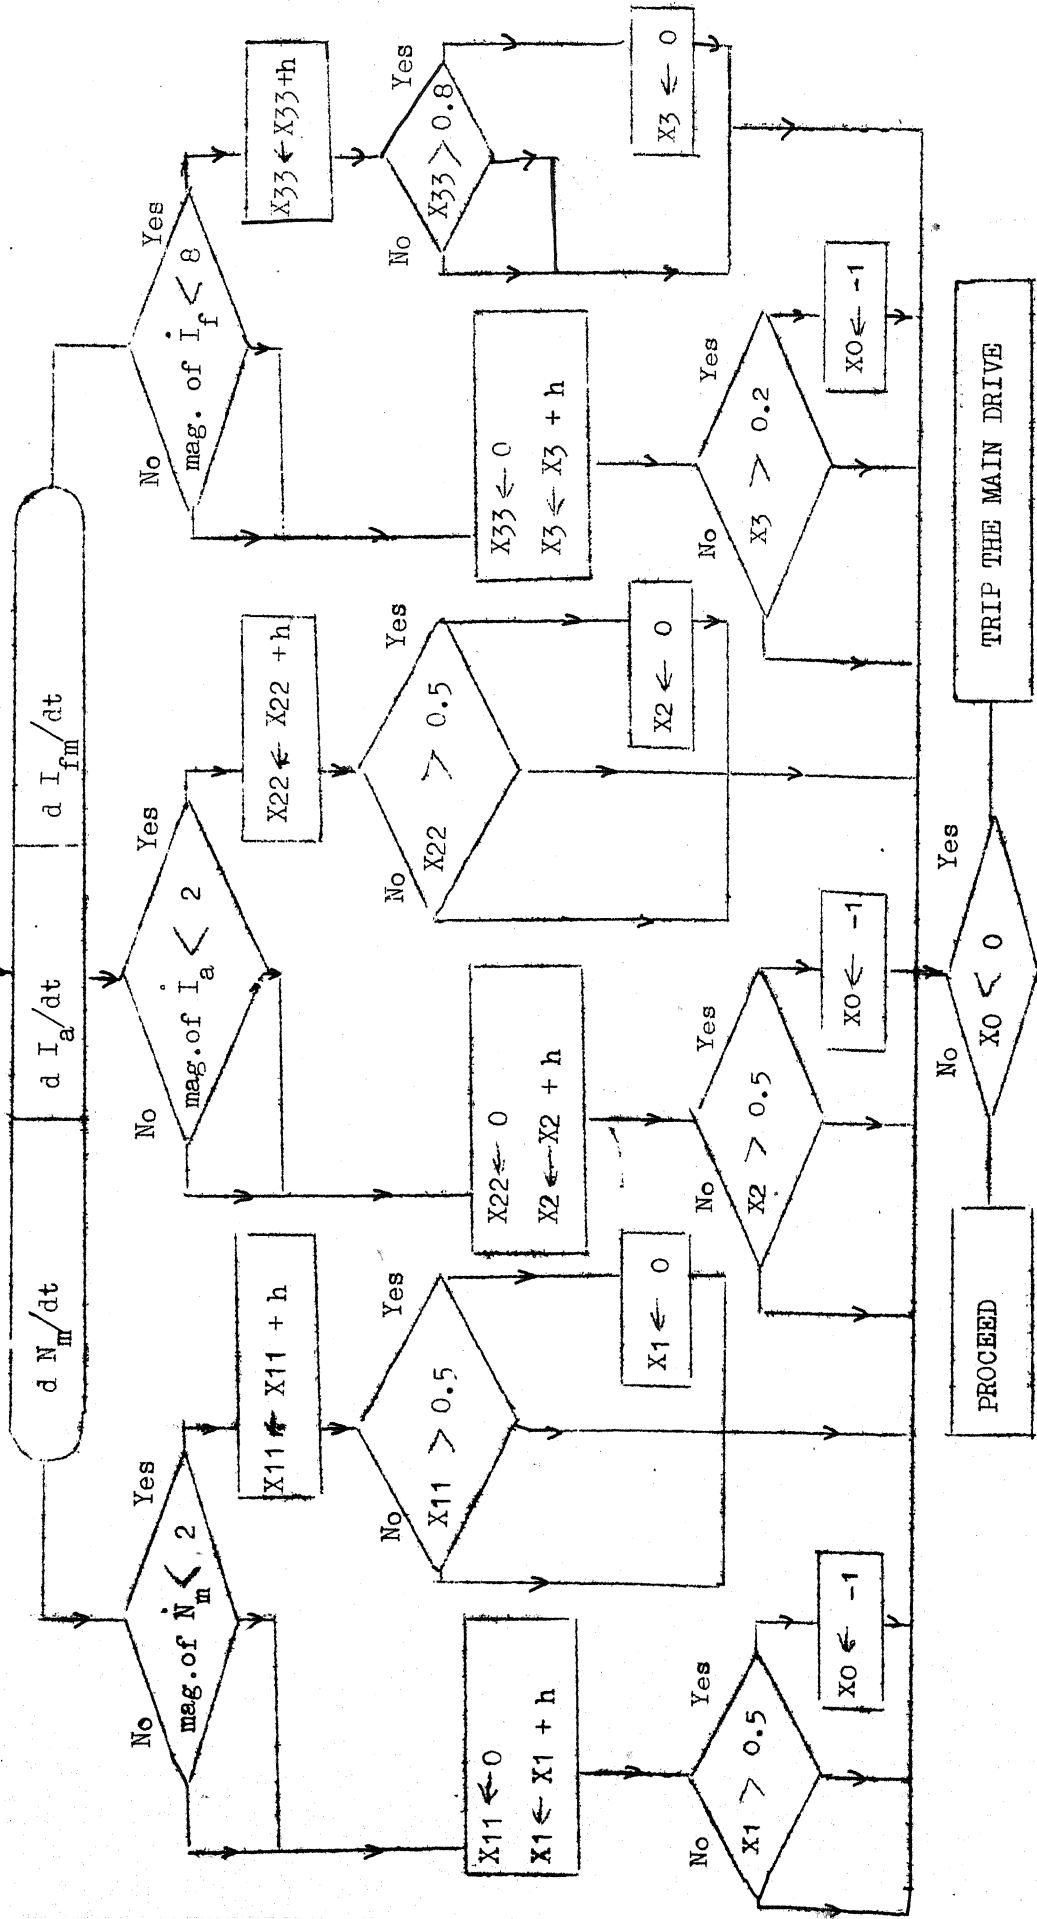 d N_m/dt
d I_a/dt
d I_fm/dt
No
mag. of Ṅ_m < 2
Yes
No
mag. of İ_a < 2
Yes
No
mag. of İ_f < 8
Yes
X11 ← X11 + h
X22 ← X22 + h
X33 ← X33+h
No
X11 > 0.5
Yes
No
X22 > 0.5
Yes
No
X33 > 0.8
Yes
X11 ← 0
X1 ← X1 + h
X22 ← 0
X2 ← X2 + h
X33 ← 0
X3 ← X3 + h
X1 ← 0
X2 ← 0
X3 ← 0
No
X1 > 0.5
Yes
No
X2 > 0.5
Yes
No
X3 > 0.2
Yes
X0 ← -1
X0 ← -1
X0 ← -1
No
X0 < 0
Yes
PROCEED
TRIP THE MAIN DRIVE